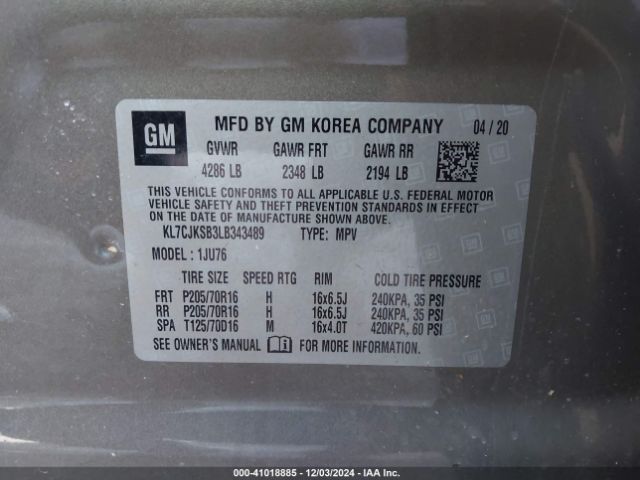 GM MFD BY GM KOREA COMPANY 04 / 20
GVWR GAWR FRT GAWR RR
4286 LB 2348 LB 2194 LB
THIS VEHICLE CONFORMS TO ALL APPLICABLE U.S. FEDERAL MOTOR
VEHICLE SAFETY AND THEFT PREVENTION STANDARDS IN EFFECT
ON THE DATE OF MANUFACTURE SHOWN ABOVE.
KL7CJKSB3LB343489 TYPE: MPV
MODEL : 1JU76
TIRE SIZE SPEED RTG RIM COLD TIRE PRESSURE
FRT P205/70R16 H 16x6.5J 240KPA, 35 PSI
RR P205/70R16 H 16x6.5J 240KPA, 35 PSI
SPA T125/70D16 M 16x4.0T 420KPA, 60 PSI
SEE OWNER'S MANUAL FOR MORE INFORMATION.
000-41018885 - 12/03/2024 - IAA Inc.